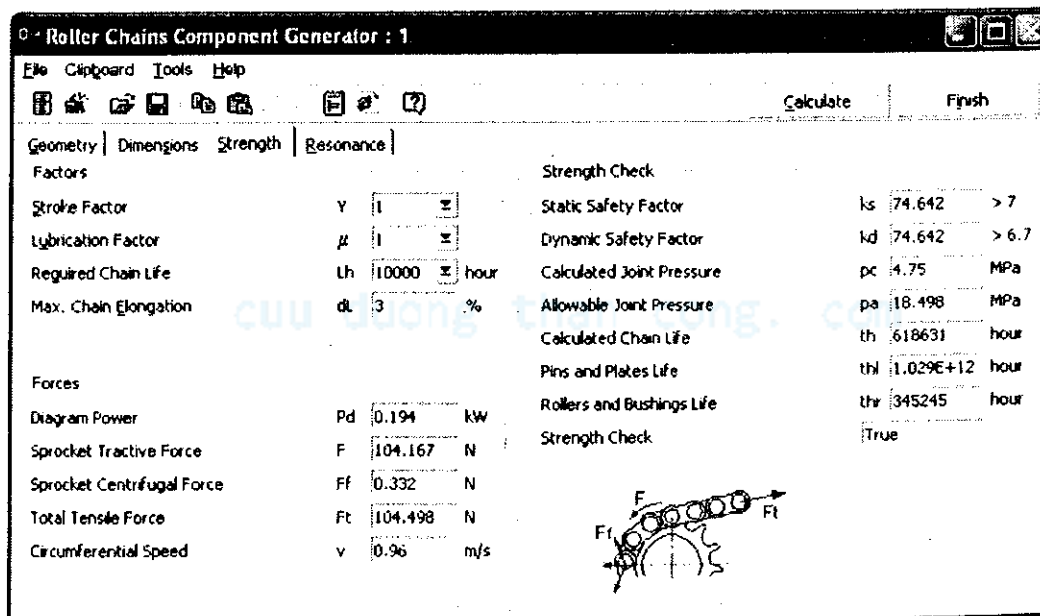 Roller Chains Component Generator : 1
File Clipboard Tools Help
Calculate Finish
Geometry Dimensions Strength Resonance
Factors
Stroke Factor Y 1
Lubrication Factor μ 1
Reguired Chain Life Lh 10000 hour
Max. Chain Elongation dL 3 %
Forces
Diagram Power Pd 0.194 kW
Sprocket Tractive Force F 104.167 N
Sprocket Centrifugal Force Ff 0.332 N
Total Tensile Force Ft 104.498 N
Circumferential Speed v 0.96 m/s
Strength Check
Static Safety Factor ks 74.642 > 7
Dynamic Safety Factor kd 74.642 > 6.7
Calculated Joint Pressure pc 4.75 MPa
Allowable Joint Pressure pa 18.498 MPa
Calculated Chain Life th 618631 hour
Pins and Plates Life thl 1.029E+12 hour
Rollers and Bushings Life thr 345245 hour
Strength Check True
F
Ft
Ff
cuu duong than cong. com